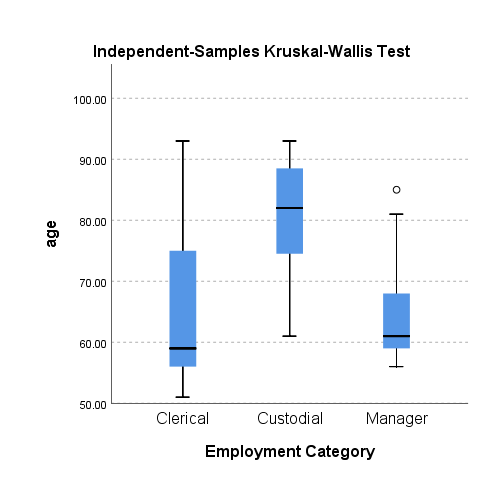 Independent-Samples Kruskal-Wallis Test
100.00
90.00
80.00
70.00
60.00
50.00
age
Clerical
Custodial
Manager
Employment Category